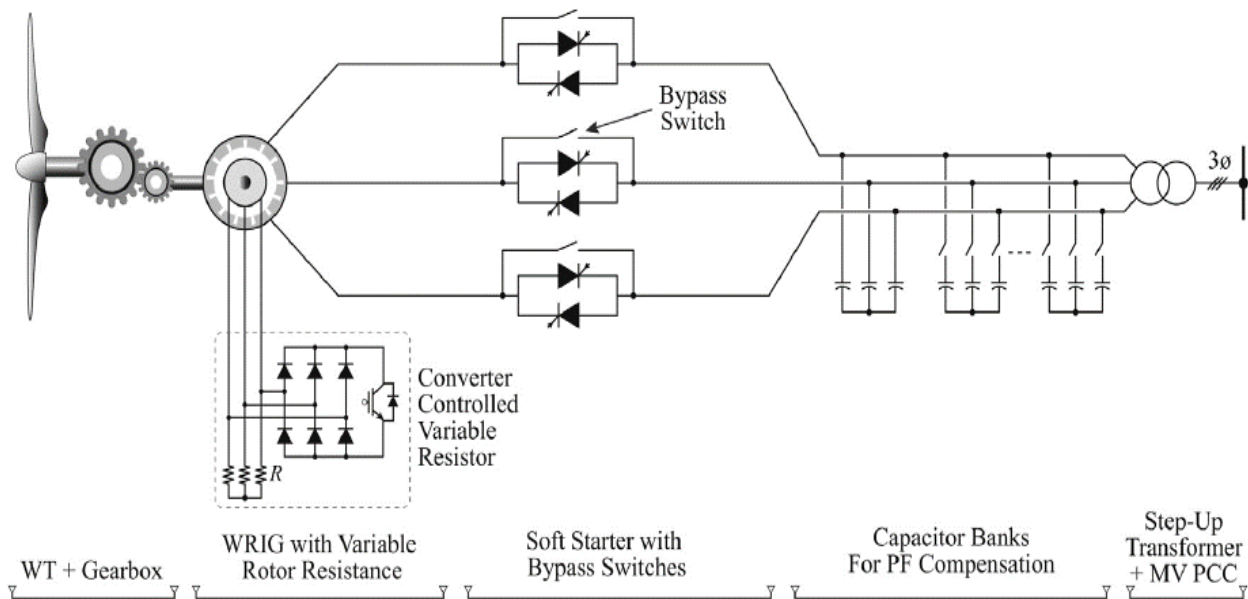 Bypass
Switch
3ø
Converter
Controlled
Variable
Resistor
R
WT + Gearbox
WRIG with Variable
Rotor Resistance
Soft Starter with
Bypass Switches
Capacitor Banks
For PF Compensation
Step-Up
Transformer
+ MV PCC